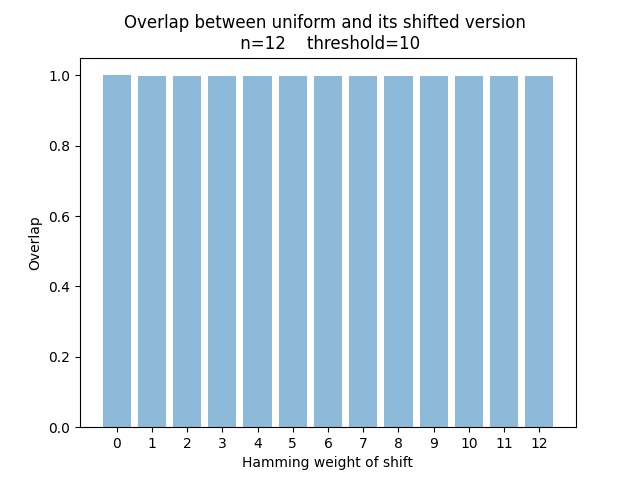 Overlap between uniform and its shifted version
n=12    threshold=10
1.0
0.8
0.6
0.4
0.2
0.0
Overlap
0 1 2 3 4 5 6 7 8 9 10 11 12
Hamming weight of shift